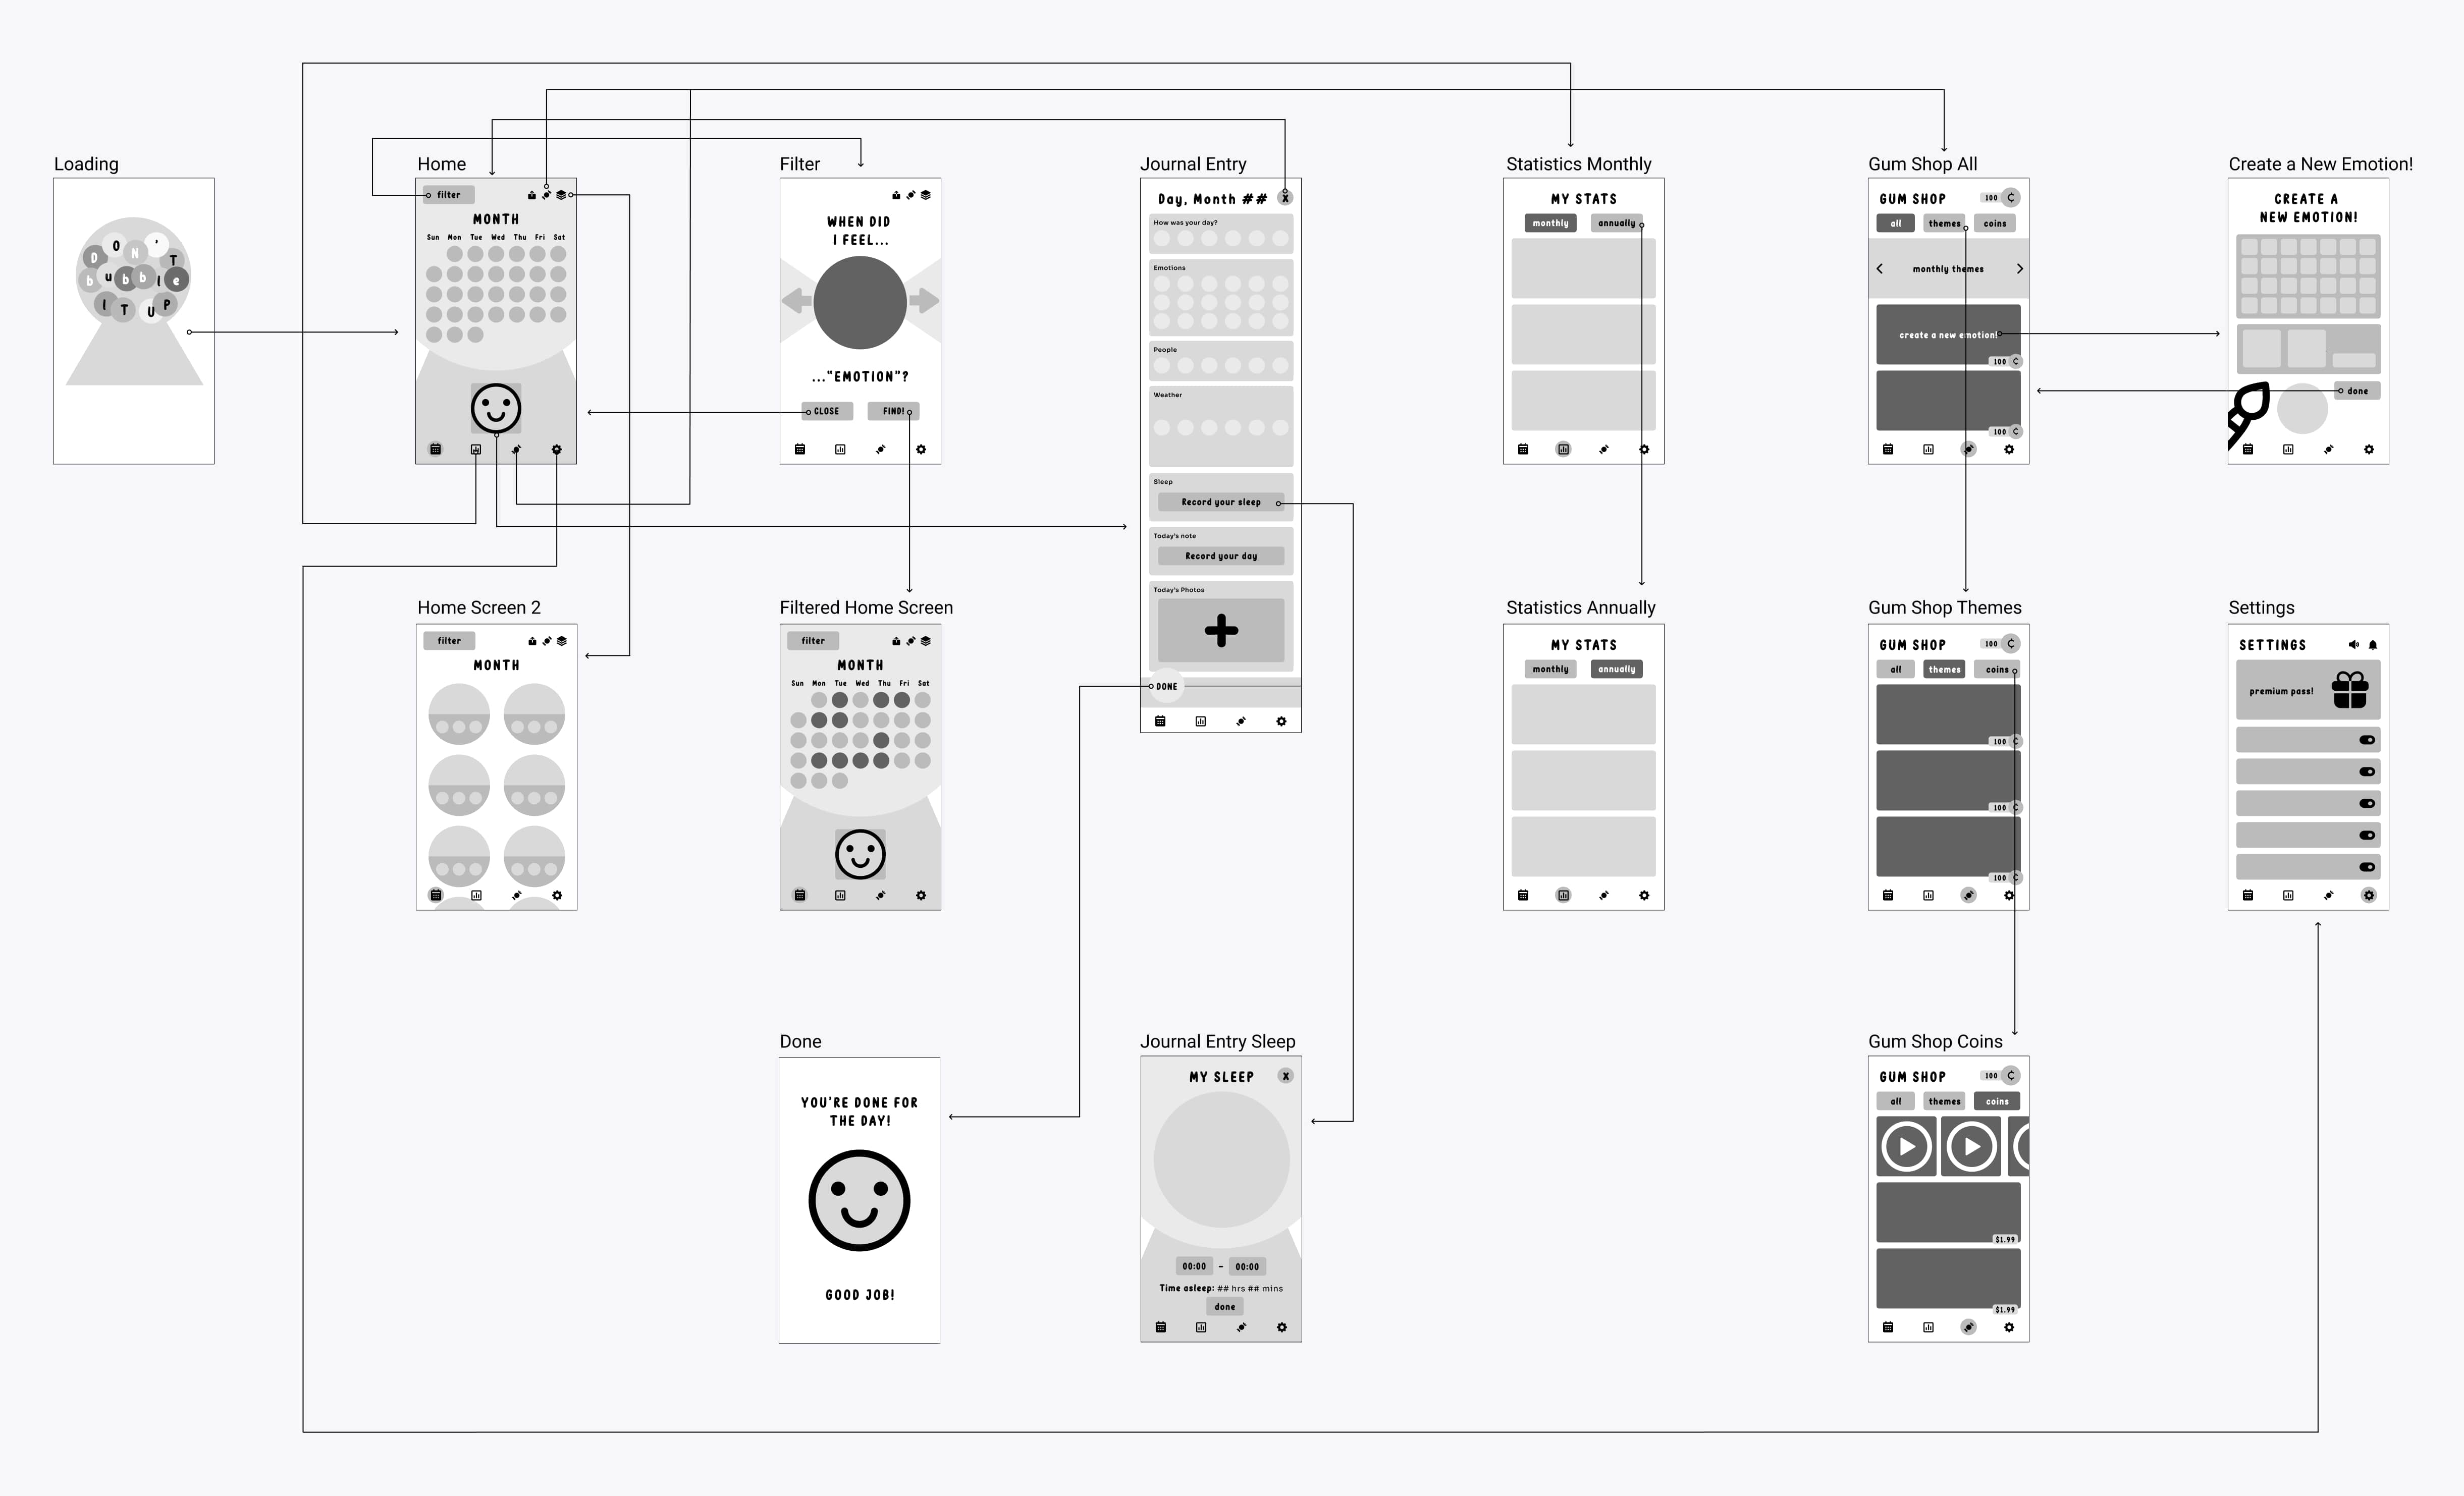 Loading
D O N ' T
b u b b l e
I T U P
Home
filter
MONTH
Sun Mon Tue Wed Thu Fri Sat
Filter
WHEN DID
I FEEL...
..."EMOTION"?
CLOSE FIND!
Journal Entry
Day, Month ## X
How was your day?
Emotions
People
Weather
Sleep
Record your sleep
Today's note
Record your day
Today's Photos
DONE
Statistics Monthly
MY STATS
monthly annually
Gum Shop All
GUM SHOP 100 ₵
all themes coins
monthly themes
create a new emotion!
100 ₵
100 ₵
Create a New Emotion!
CREATE A
NEW EMOTION!
done
Home Screen 2
filter
MONTH
Filtered Home Screen
filter
MONTH
Sun Mon Tue Wed Thu Fri Sat
Statistics Annually
MY STATS
monthly annually
Gum Shop Themes
GUM SHOP 100 ₵
all themes coins
100 ₵
100 ₵
100 ₵
Settings
SETTINGS
premium pass!
Done
YOU'RE DONE FOR
THE DAY!
GOOD JOB!
Journal Entry Sleep
MY SLEEP X
00:00 - 00:00
Time asleep: ## hrs ## mins
done
Gum Shop Coins
GUM SHOP 100 ₵
all themes coins
$1.99
$1.99